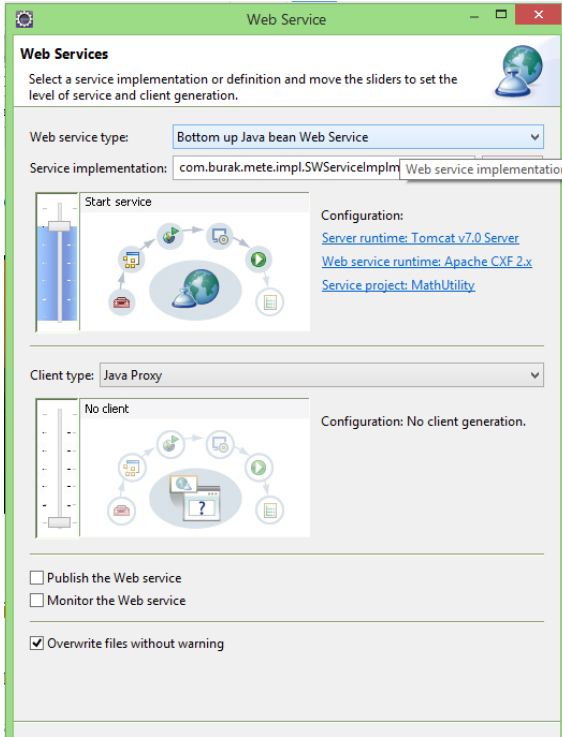 Web Service
Web Services
Select a service implementation or definition and move the sliders to set the
level of service and client generation.
Web service type: Bottom up Java bean Web Service
Service implementation: com.burak.mete.impl.SWServiceImplm
Web service implementation
Start service
Configuration:
Server runtime: Tomcat v7.0 Server
Web service runtime: Apache CXF 2.x
Service project: MathUtility
Client type: Java Proxy
No client
Configuration: No client generation.
Publish the Web service
Monitor the Web service
Overwrite files without warning